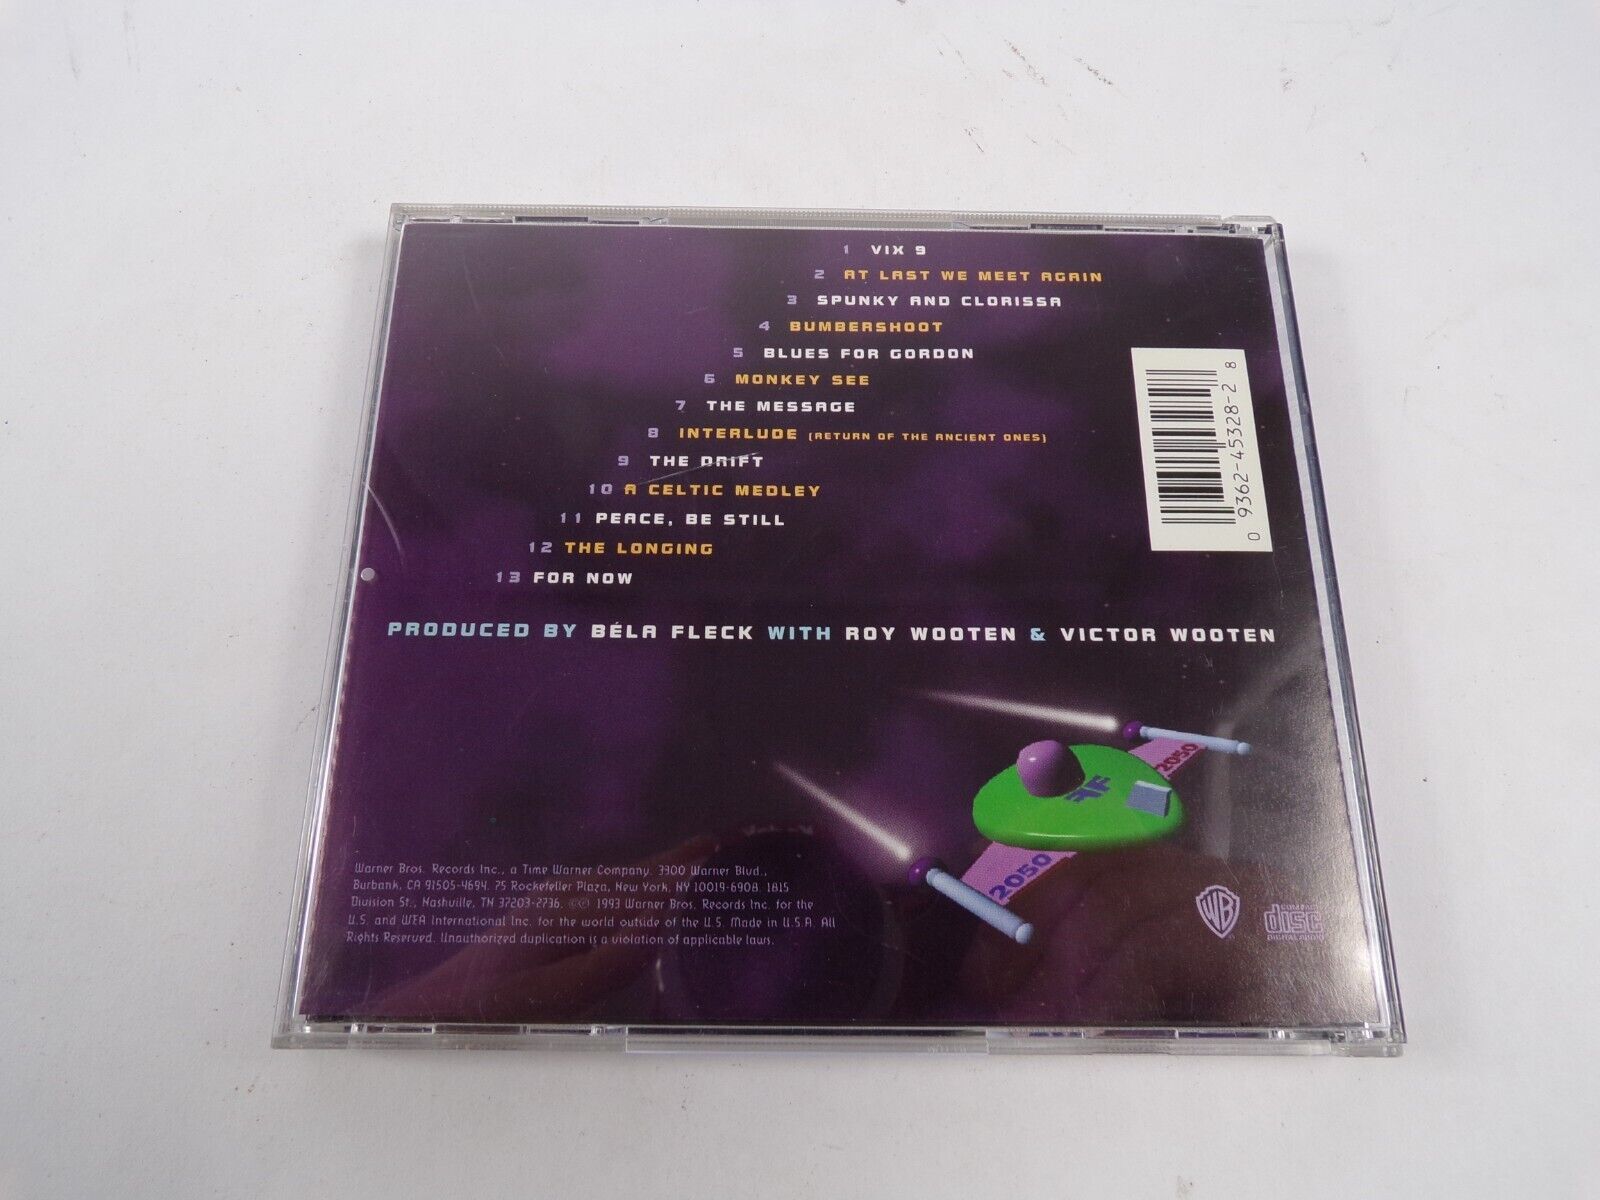 1 VIX 9
2 AT LAST WE MEET AGAIN
3 SPUNKY AND CLORISSA
4 BUMBERSHOOT
5 BLUES FOR GORDON
6 MONKEY SEE
7 THE MESSAGE
8 INTERLUDE (RETURN OF THE ANCIENT ONES)
9 THE DRIFT
10 A CELTIC MEDLEY
11 PEACE, BE STILL
12 THE LONGING
13 FOR NOW
0 9362-45328-2 8
PRODUCED BY BÉLA FLECK WITH ROY WOOTEN & VICTOR WOOTEN
2050
FF
2050
Warner Bros. Records Inc., a Time Warner Company. 3300 Warner Blvd.,
Burbank, CA 91505-4694. 75 Rockefeller Plaza, New York, NY 10019-6908. 1815
Division St., Nashville, TN 37203-2736. ©℗ 1993 Warner Bros. Records Inc. for the
U.S. and WEA International Inc. for the world outside of the U.S. Made in U.S.A. All
Rights Reserved. Unauthorized duplication is a violation of applicable laws.
WB
COMPACT
disc
DIGITAL AUDIO